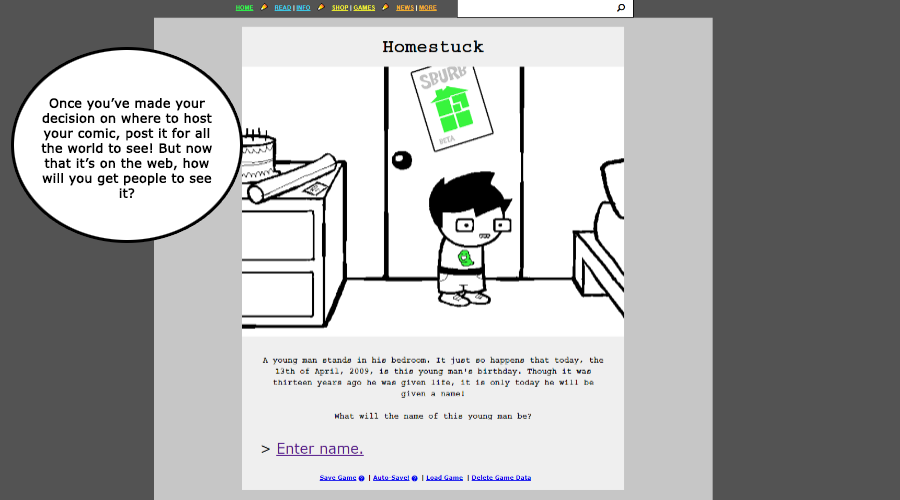 HOME READ | INFO SHOP | GAMES NEWS | MORE
Homestuck
Once you've made your
decision on where to host
your comic, post it for all
the world to see! But now
that it's on the web, how
will you get people to see
it?
SBURB
BETA
A young man stands in his bedroom. It just so happens that today, the
13th of April, 2009, is this young man's birthday. Though it was
thirteen years ago he was given life, it is only today he will be
given a name!
What will the name of this young man be?
> Enter name.
Save Game ? | Auto-Save! ? | Load Game | Delete Game Data